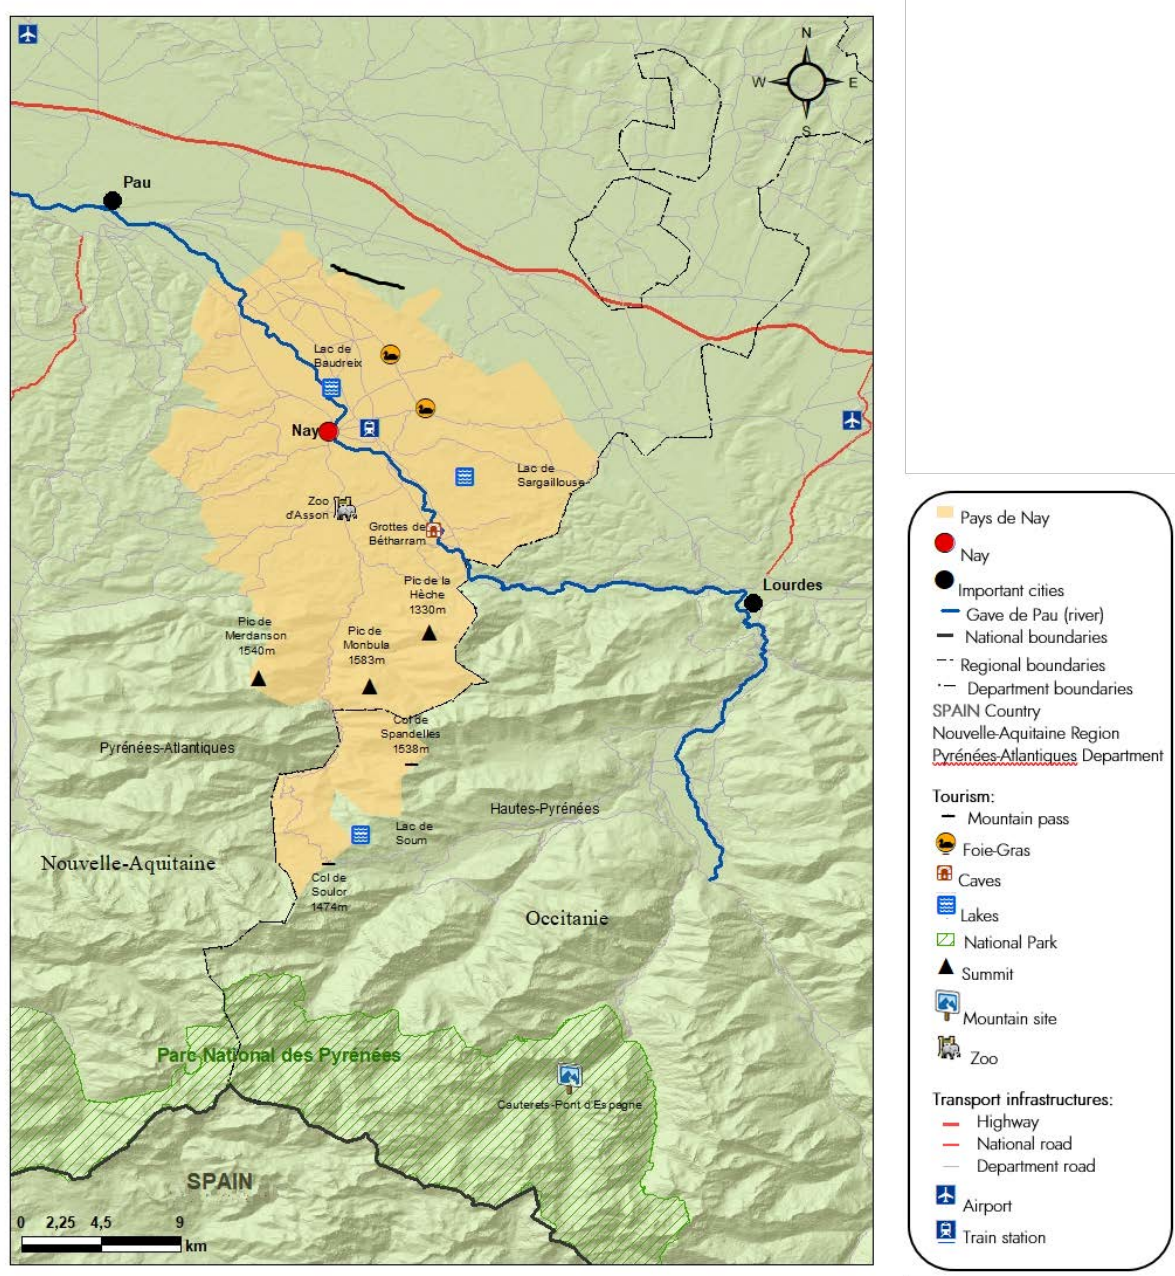 N
W
E
S
Pau
Lac de
Baudreix
Nay
Lac de
Sargaillouse
Zoo
d'Asson
Grottes de
Bétharram
Pic de la
Hèche
1330m
Lourdes
Pic de
Merdanson
1540m
Pic de
Monbula
1583m
Col de
Spandelles
1538m
Pyrénées-Atlantiques
Hautes-Pyrénées
Lac de
Soum
Nouvelle-Aquitaine
Col de
Soulor
1474m
Occitanie
Parc National des Pyrénées
Cauterets-Pont d'Espagne
SPAIN
0 2,25 4,5 9
km
Pays de Nay
Nay
Important cities
Gave de Pau (river)
National boundaries
Regional boundaries
Department boundaries
SPAIN Country
Nouvelle-Aquitaine Region
Pyrénées-Atlantiques Department
Tourism:
Mountain pass
Foie-Gras
Caves
Lakes
National Park
Summit
Mountain site
Zoo
Transport infrastructures:
Highway
National road
Department road
Airport
Train station